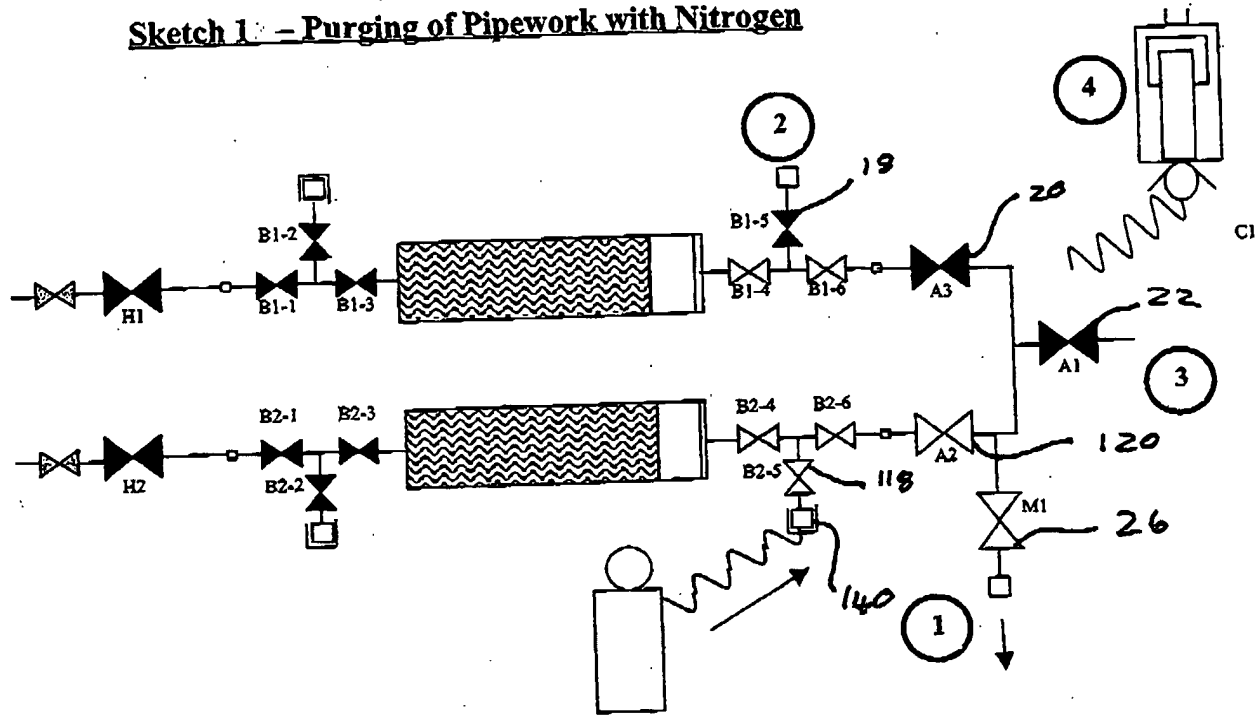 Sketch 1 – Purging of Pipework with Nitrogen
4
2
18
20
B1-2
B1-5
C1
H1
B1-1
B1-3
B1-4
B1-6
A3
22
A1
3
B2-1
B2-3
B2-4
B2-6
H2
B2-2
B2-5
118
A2
120
M1
26
140
1